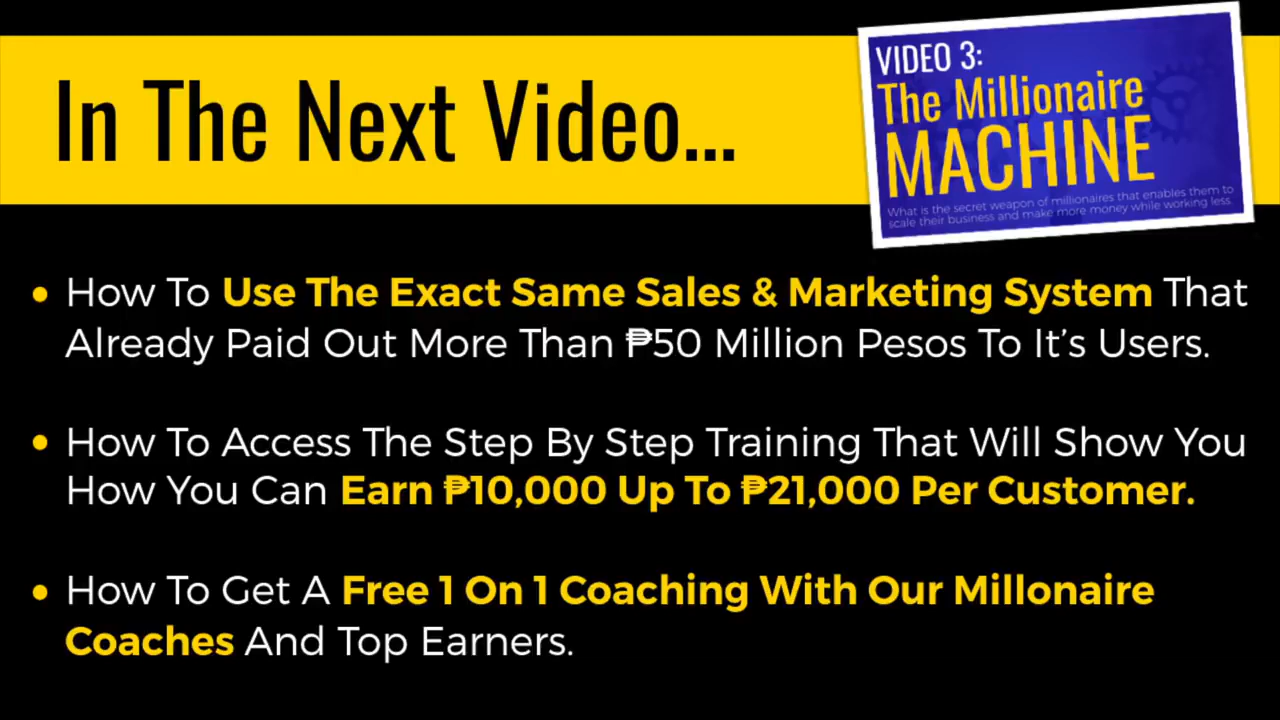 In The Next Video...
VIDEO 3:
The Millionaire
MACHINE
What is the secret weapon of millionaires that enables them to
scale their business and make more money while working less
• How To Use The Exact Same Sales & Marketing System That
Already Paid Out More Than ₱50 Million Pesos To It's Users.
• How To Access The Step By Step Training That Will Show You
How You Can Earn ₱10,000 Up To ₱21,000 Per Customer.
• How To Get A Free 1 On 1 Coaching With Our Millonaire
Coaches And Top Earners.